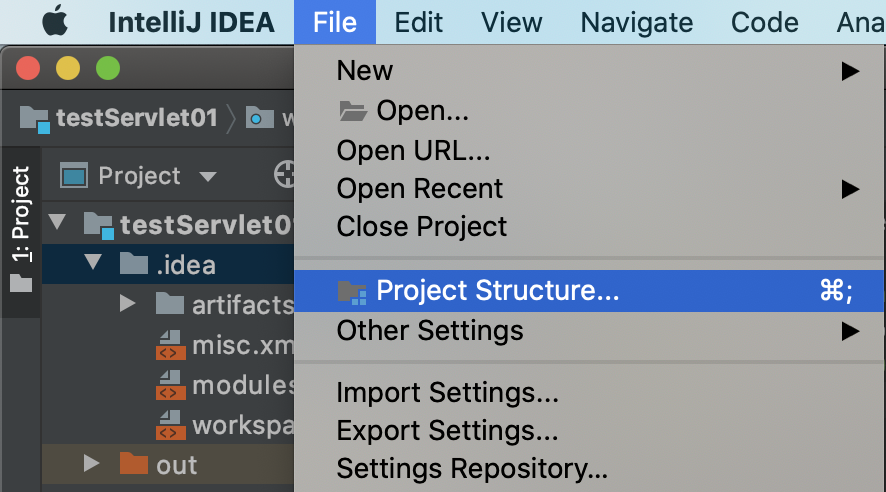 IntelliJ IDEA File Edit View Navigate Code
New
Open...
Open URL...
Open Recent
Close Project
Project Structure... ⌘;
Other Settings
Import Settings...
Export Settings...
Settings Repository...
testServlet01
1: Project
Project
testServlet01
.idea
artifacts
misc.xm
modules
workspa
out